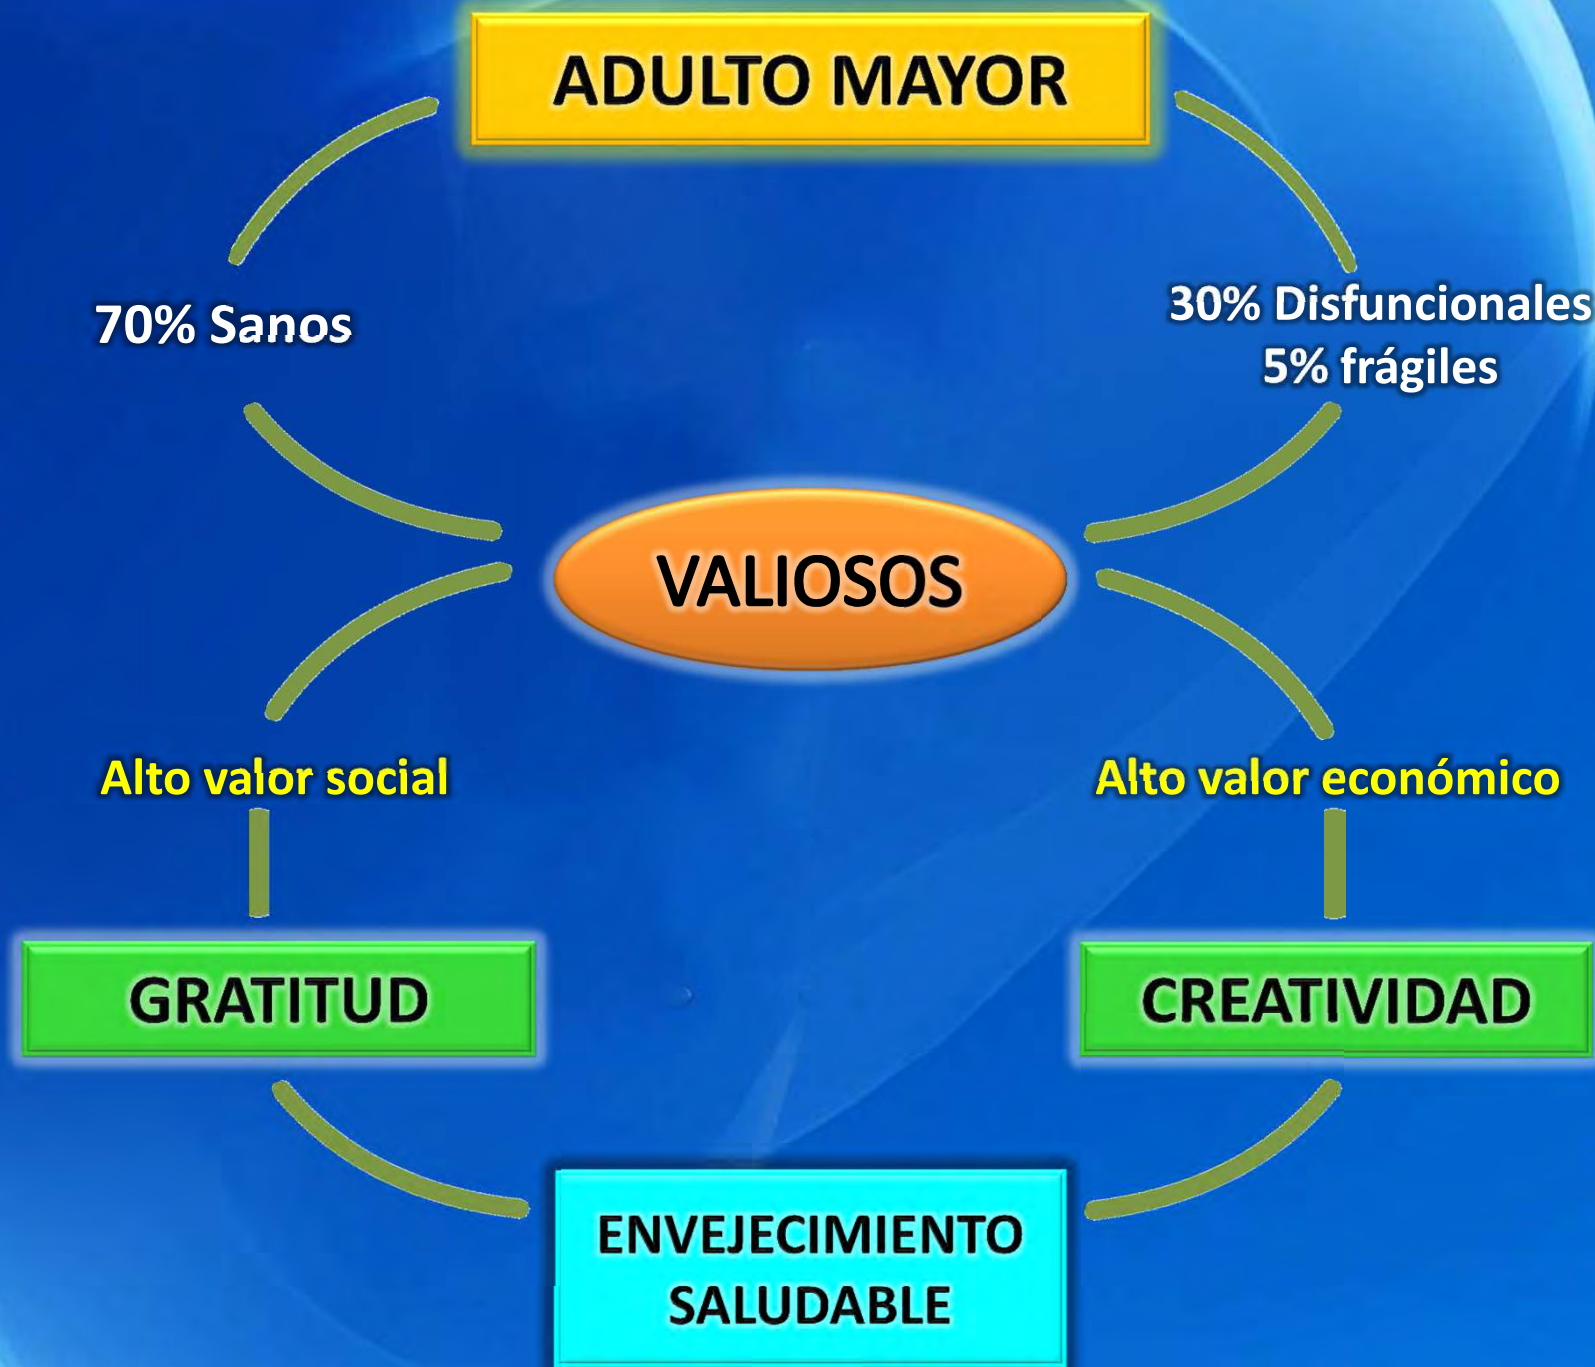 ADULTO MAYOR
70% Sanos
30% Disfuncionales
5% frágiles
VALIOSOS
Alto valor social
Alto valor económico
GRATITUD
CREATIVIDAD
ENVEJECIMIENTO
SALUDABLE